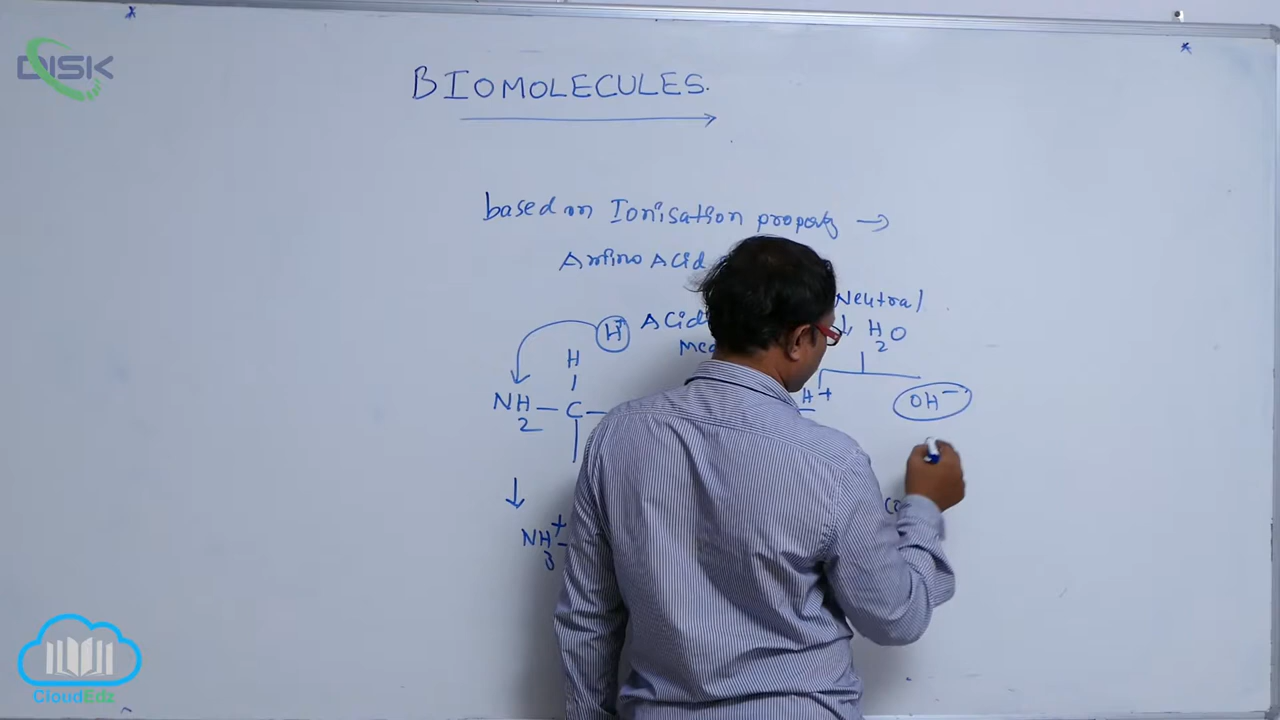 DISK
BIOMOLECULES.
based on Ionisation property →
Amino Acid
Neutral
H+ Acid
↓ H2O
H
NH2 — C —
H+ OH−
↓
NH3+ —
CloudEdz